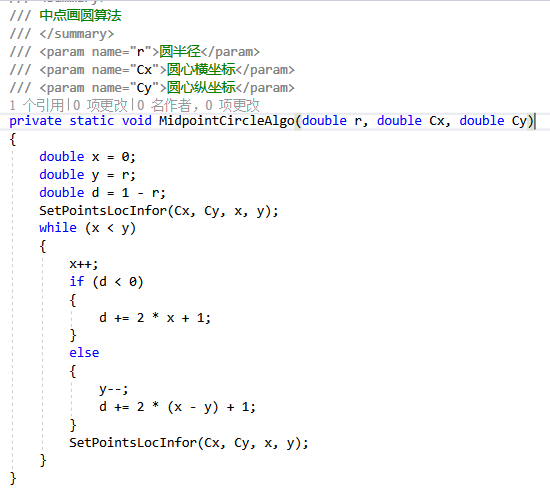 /// 中点画圆算法
/// </summary>
/// <param name="r">圆半径</param>
/// <param name="Cx">圆心横坐标</param>
/// <param name="Cy">圆心纵坐标</param>
1 个引用|0 项更改|0 名作者, 0 项更改
private static void MidpointCircleAlgo(double r, double Cx, double Cy)
{
    double x = 0;
    double y = r;
    double d = 1 - r;
    SetPointsLocInfor(Cx, Cy, x, y);
    while (x < y)
    {
        x++;
        if (d < 0)
        {
            d += 2 * x + 1;
        }
        else
        {
            y--;
            d += 2 * (x - y) + 1;
        }
        SetPointsLocInfor(Cx, Cy, x, y);
    }
}